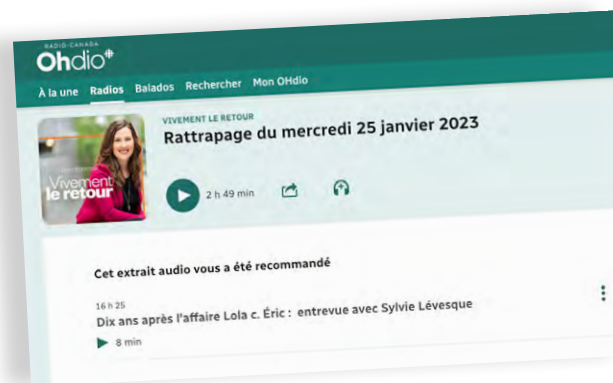 RADIO-CANADA
OHdio
À la une Radios Balados Rechercher Mon OHdio
VIVEMENT LE RETOUR
Rattrapage du mercredi 25 janvier 2023
Vivement
le retour
2 h 49 min
Cet extrait audio vous a été recommandé
16 h 25
Dix ans après l'affaire Lola c. Éric : entrevue avec Sylvie Lévesque
8 min